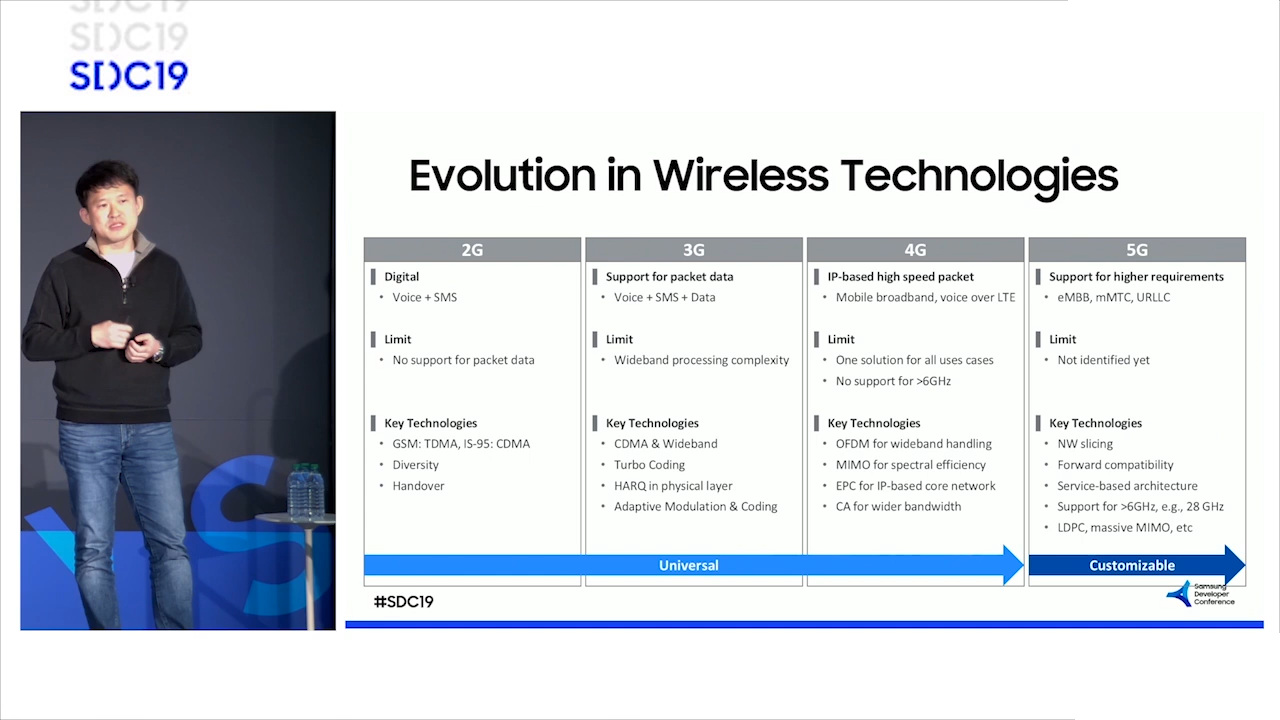 SDC19
SDC19
SDC19
Evolution in Wireless Technologies
2G
Digital
• Voice + SMS
Limit
• No support for packet data
Key Technologies
• GSM: TDMA, IS-95: CDMA
• Diversity
• Handover
3G
Support for packet data
• Voice + SMS + Data
Limit
• Wideband processing complexity
Key Technologies
• CDMA & Wideband
• Turbo Coding
• HARQ in physical layer
• Adaptive Modulation & Coding
4G
IP-based high speed packet
• Mobile broadband, voice over LTE
Limit
• One solution for all uses cases
• No support for >6GHz
Key Technologies
• OFDM for wideband handling
• MIMO for spectral efficiency
• EPC for IP-based core network
• CA for wider bandwidth
5G
Support for higher requirements
• eMBB, mMTC, URLLC
Limit
• Not identified yet
Key Technologies
• NW slicing
• Forward compatibility
• Service-based architecture
• Support for >6GHz, e.g., 28 GHz
• LDPC, massive MIMO, etc
Universal
Customizable
#SDC19
Samsung
Developer
Conference